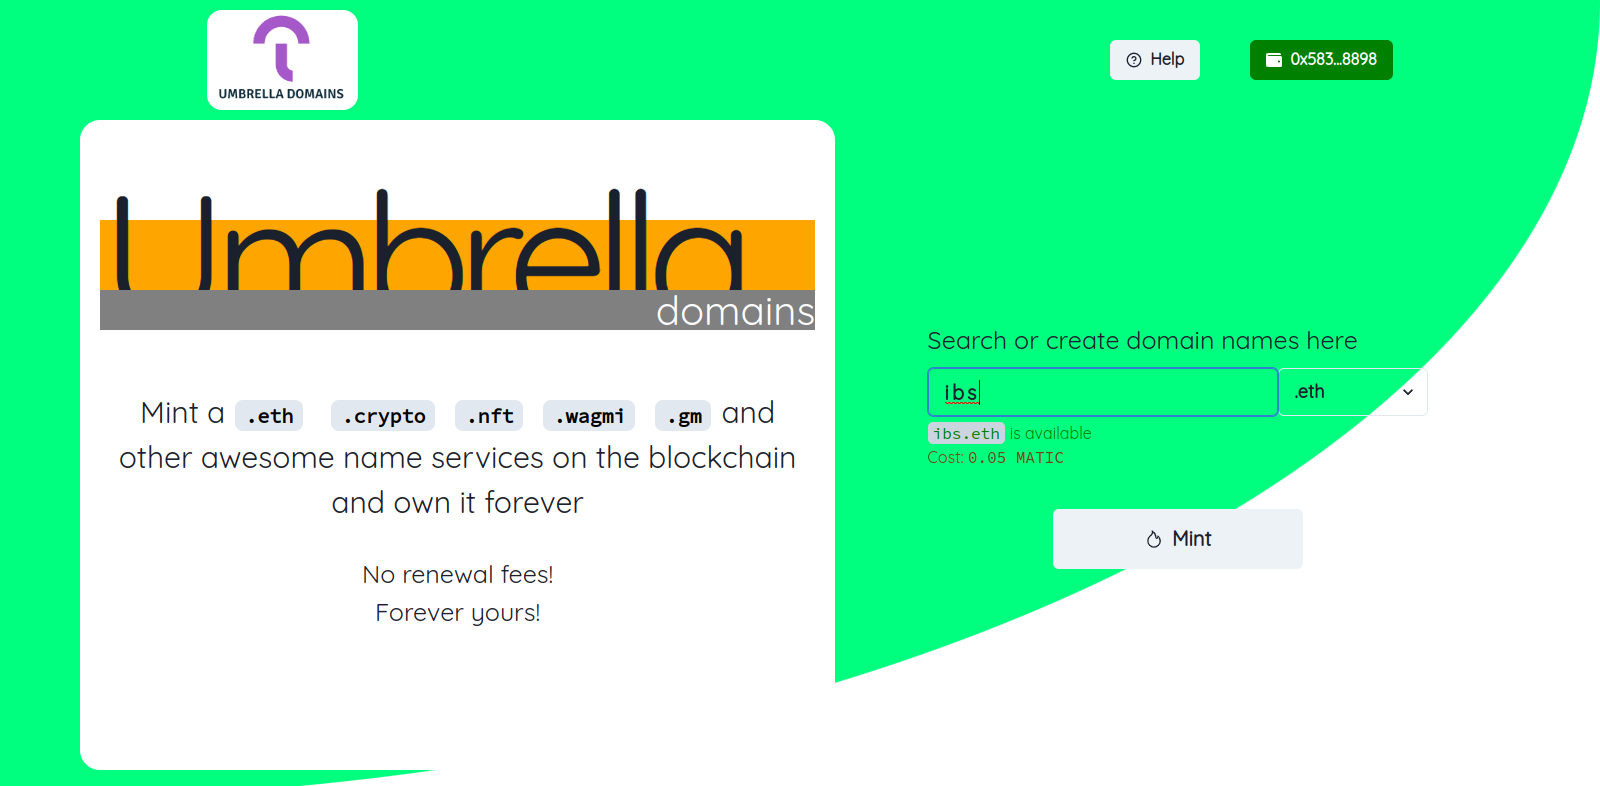 UMBRELLA DOMAINS
Help
0x583...8898
Umbrella
domains
Mint a .eth .crypto .nft .wagmi .gm and
other awesome name services on the blockchain
and own it forever
No renewal fees!
Forever yours!
Search or create domain names here
ibs
.eth
ibs.eth is available
Cost: 0.05 MATIC
Mint